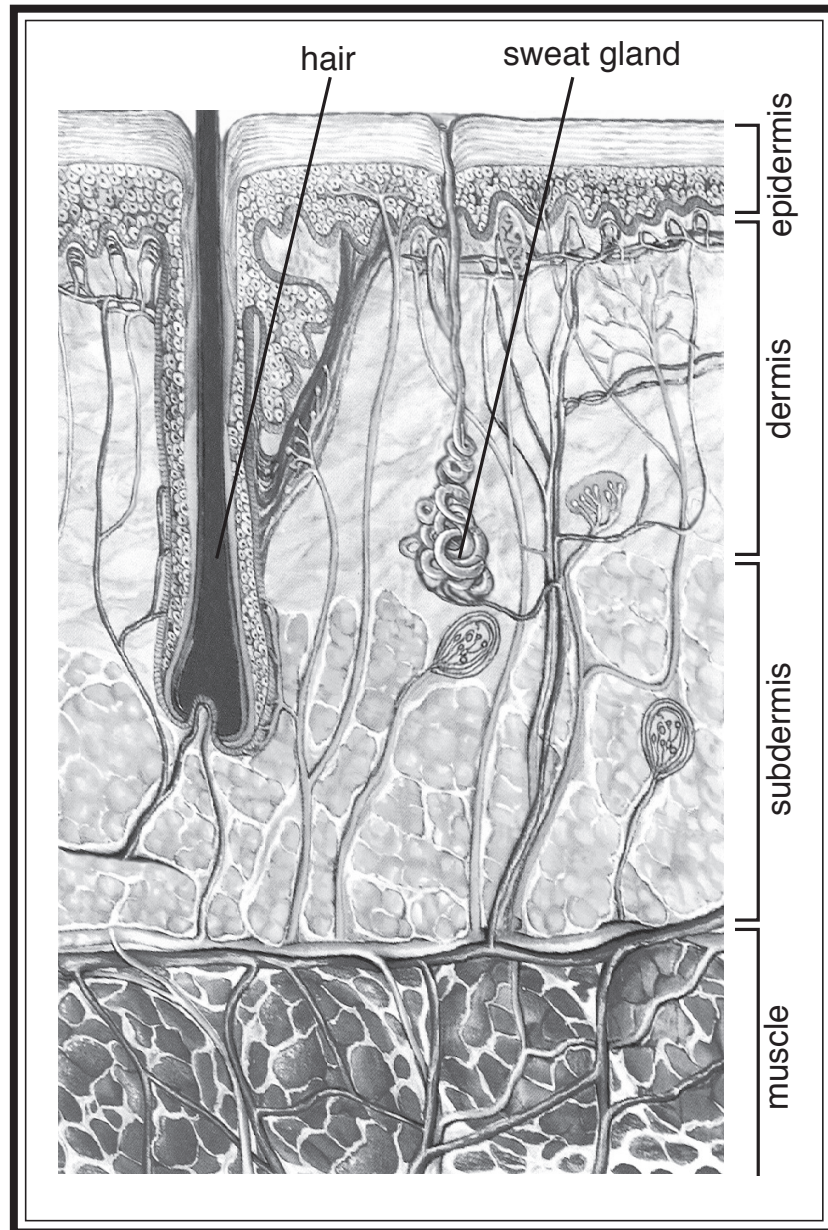 hair
sweat gland
epidermis
dermis
subdermis
muscle